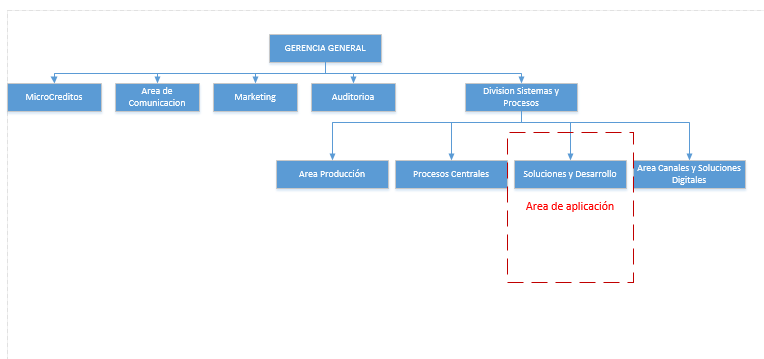 GERENCIA GENERAL
MicroCreditos
Area de
Comunicacion
Marketing
Auditorioa
Division Sistemas y
Procesos
Area Producción
Procesos Centrales
Soluciones y Desarrollo
Area Canales y Soluciones
Digitales
Area de aplicación